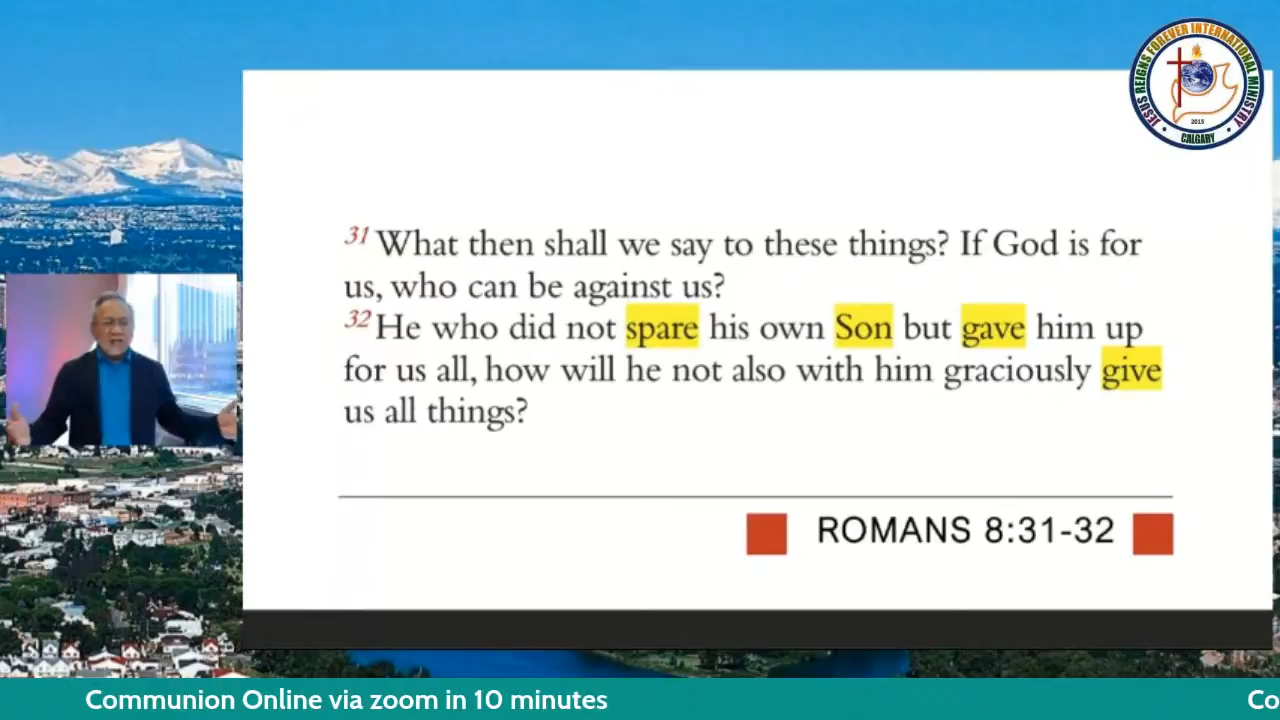 JESUS REIGNS FOREVER INTERNATIONAL MINISTRY
2015
• CALGARY •
31 What then shall we say to these things? If God is for
us, who can be against us?
32 He who did not spare his own Son but gave him up
for us all, how will he not also with him graciously give
us all things?
ROMANS 8:31-32
Communion Online via zoom in 10 minutes
Co